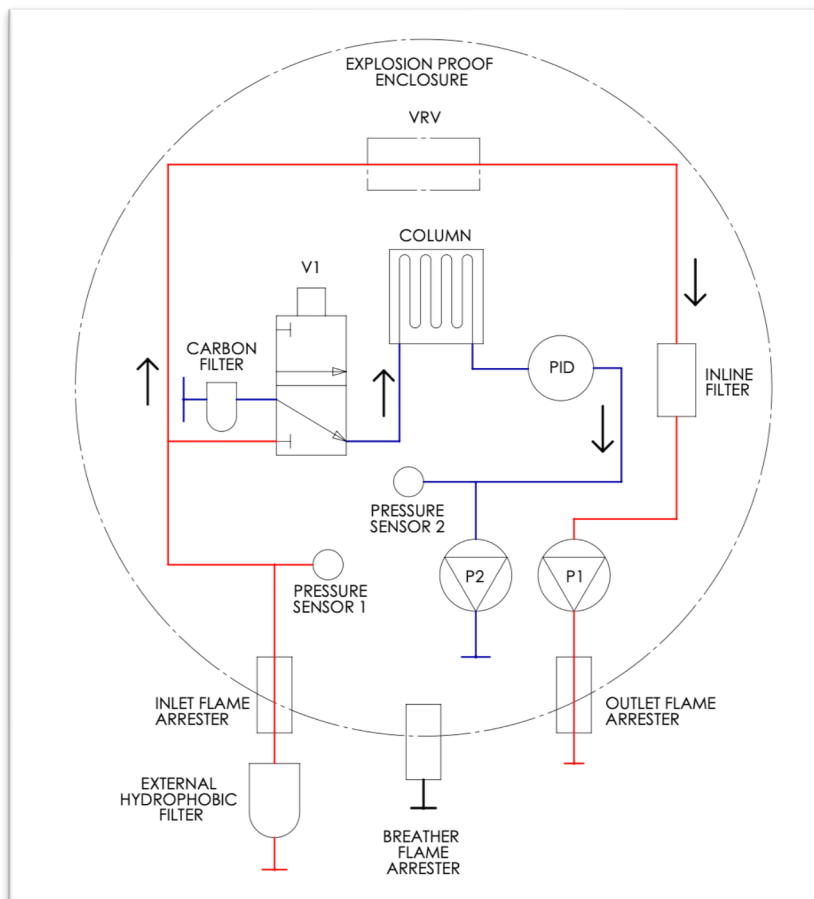 EXPLOSION PROOF
ENCLOSURE
VRV
COLUMN
V1
CARBON
FILTER
PID
INLINE
FILTER
PRESSURE
SENSOR 2
P2
P1
PRESSURE
SENSOR 1
INLET FLAME
ARRESTER
OUTLET FLAME
ARRESTER
EXTERNAL
HYDROPHOBIC
FILTER
BREATHER
FLAME
ARRESTER